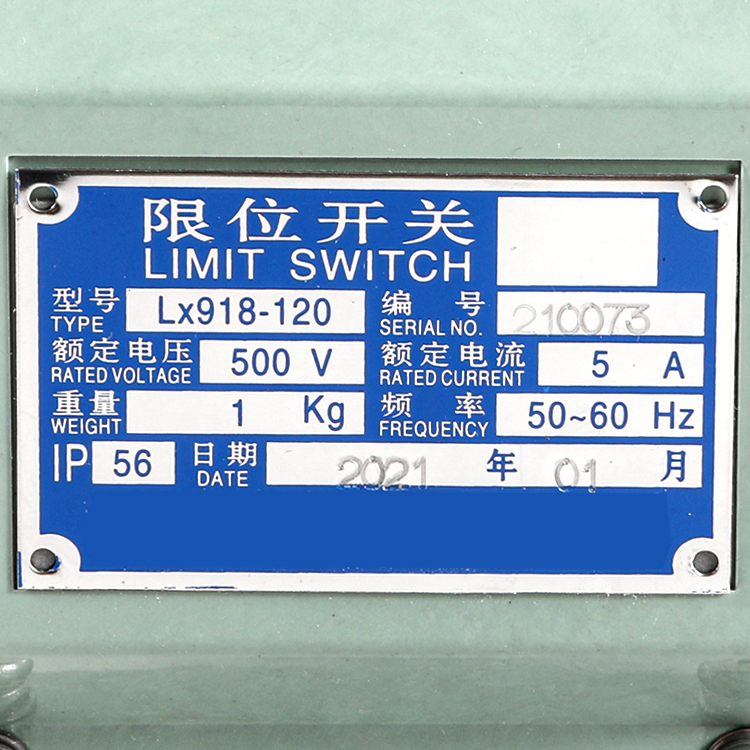 限位开关
LIMIT SWITCH
型号 TYPE Lx918-120 编号 SERIAL NO. 210073
额定电压 RATED VOLTAGE 500 V 额定电流 RATED CURRENT 5 A
重量 WEIGHT 1 Kg 频率 FREQUENCY 50~60 Hz
IP 56 日期 DATE 2021 年 01 月